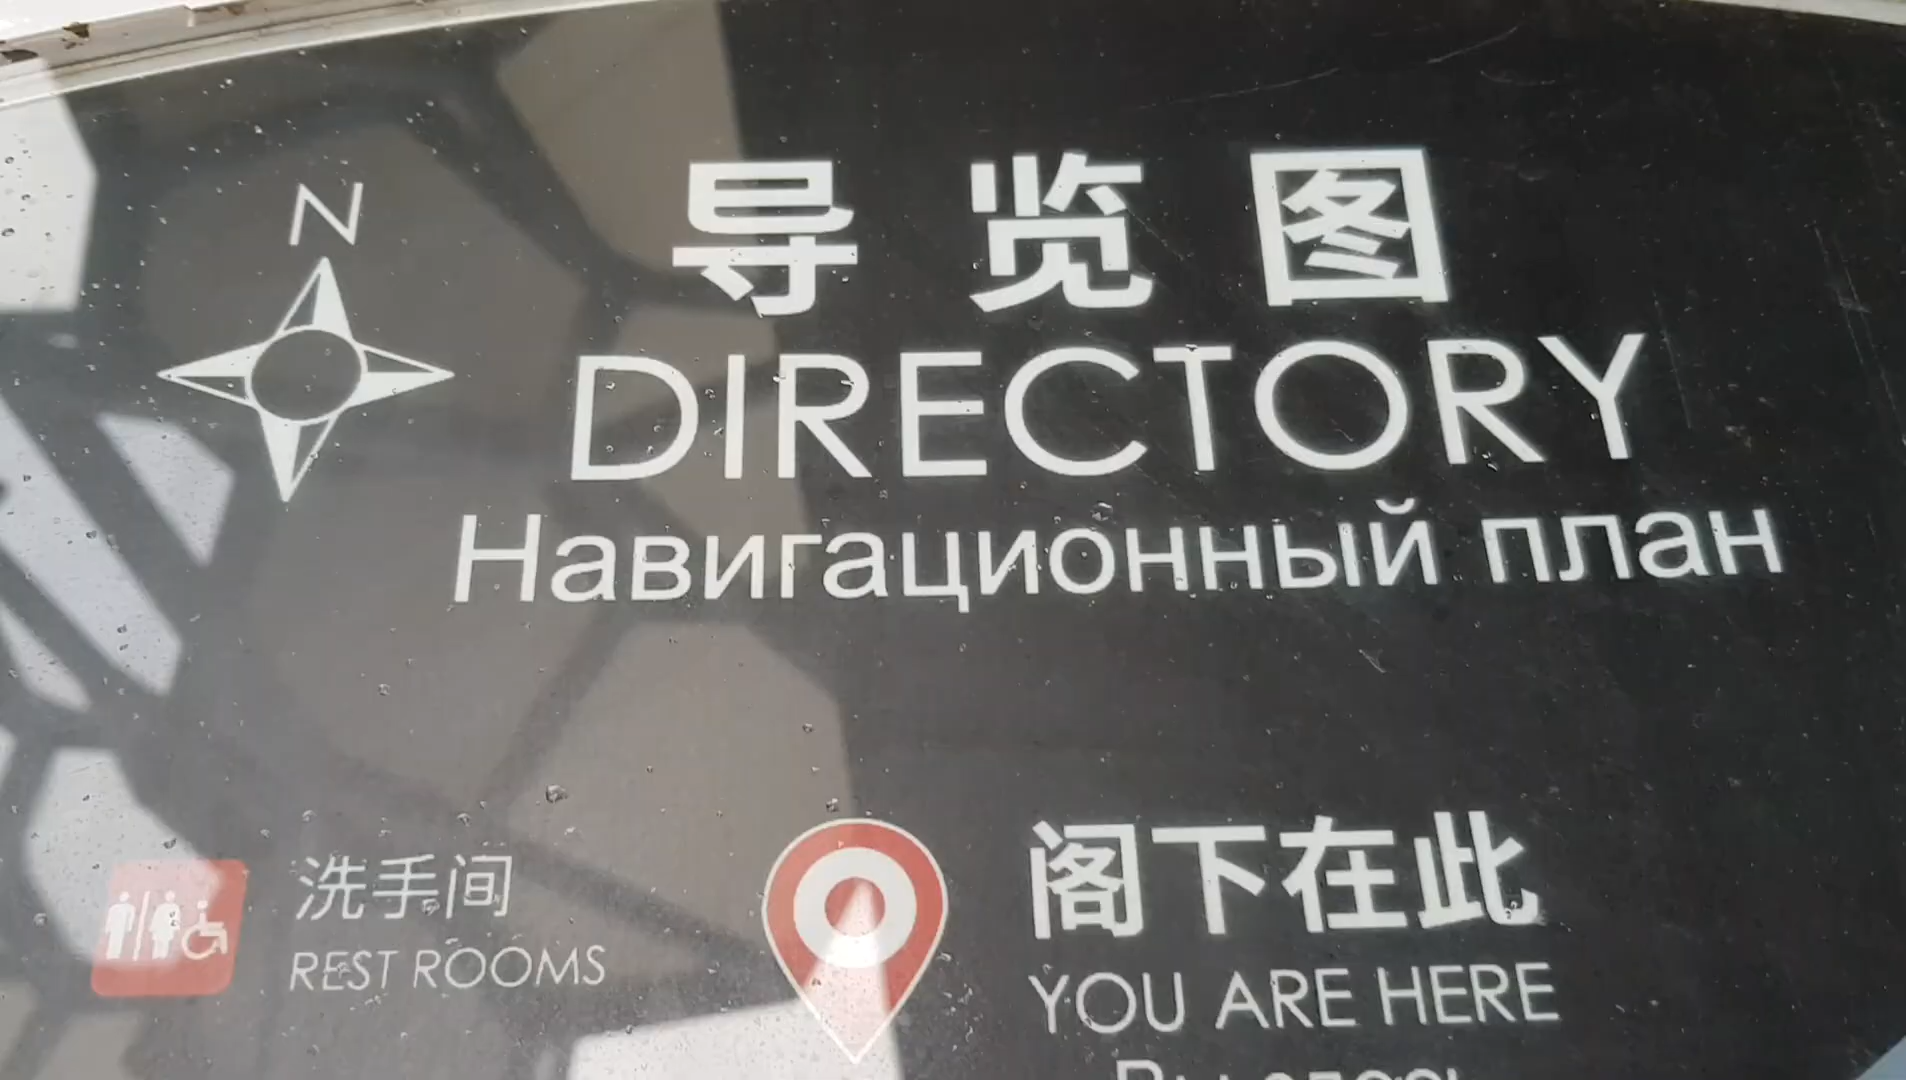 N
导览图
DIRECTORY
Навигационный план
洗手间
REST ROOMS
阁下在此
YOU ARE HERE